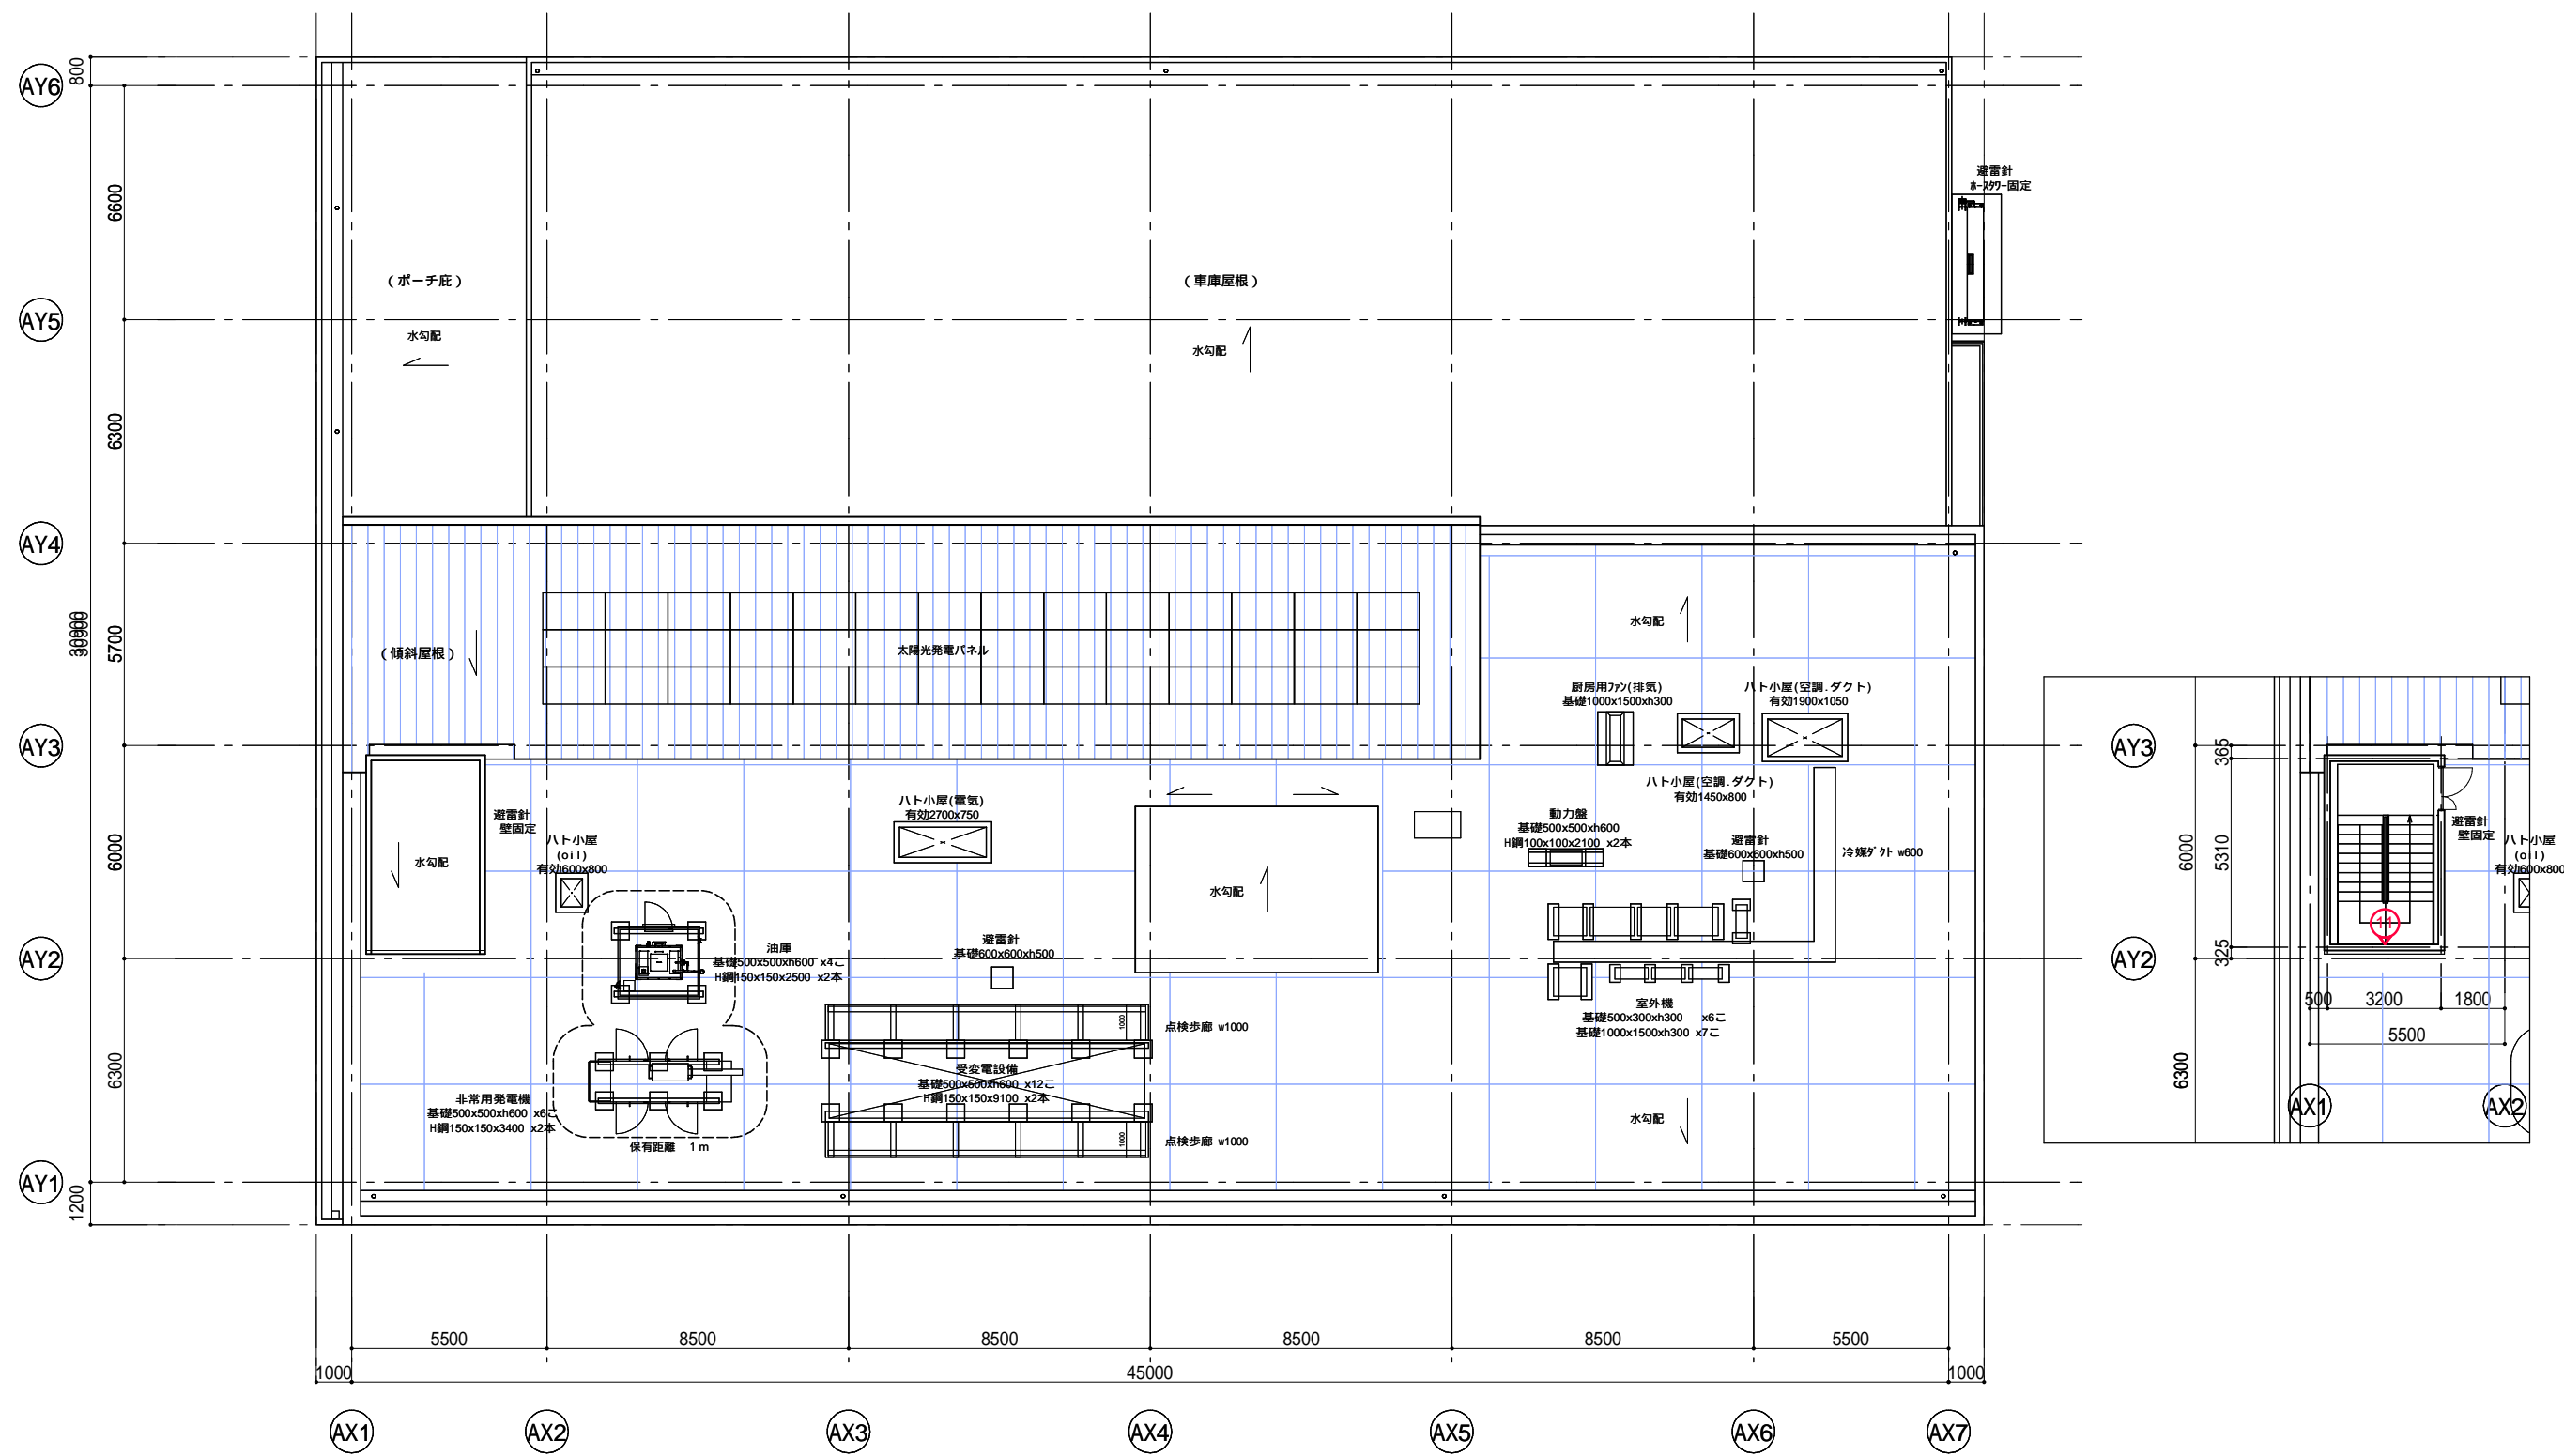 AY6
AY5
AY4
AY3
AY2
AY1
800
6600
6300
5700
6000
6300
1200
避雷針
ﾎｰｽﾀﾜｰ固定
(ポーチ庇)
水勾配
(車庫屋根)
水勾配
(傾斜屋根)
太陽光発電パネル
水勾配
厨房用ﾌｧﾝ(排気)
基礎1000x1500xh300
ハト小屋(空調.ダクト)
有効1900x1050
ハト小屋(空調.ダクト)
有効1450x800
避雷針
壁固定
水勾配
ハト小屋
(oil)
有効600x800
ハト小屋(電気)
有効2700x750
水勾配
動力盤
基礎500x500xh600
H鋼100x100x2100 x2本
避雷針
基礎600x600xh500
冷媒ﾀﾞｸﾄ w600
油庫
基礎500x500xh600 x4こ
H鋼150x150x2500 x2本
避雷針
基礎600x600xh500
室外機
基礎500x300xh300 x6こ
基礎1000x1500xh300 x7こ
1000
点検歩廊 w1000
受変電設備
基礎500x500xh600 x12こ
H鋼150x150x9100 x2本
1000
点検歩廊 w1000
非常用発電機
基礎500x500xh600 x6こ
H鋼150x150x3400 x2本
保有距離 1m
水勾配
5500
8500
8500
8500
8500
5500
1000
45000
1000
AX1
AX2
AX3
AX4
AX5
AX6
AX7
AY3
AY2
365
6000
5310
325
6300
避雷針
壁固定
ハト小屋
(oil)
有効600x800
11
500
3200
1800
5500
AX1
AX2